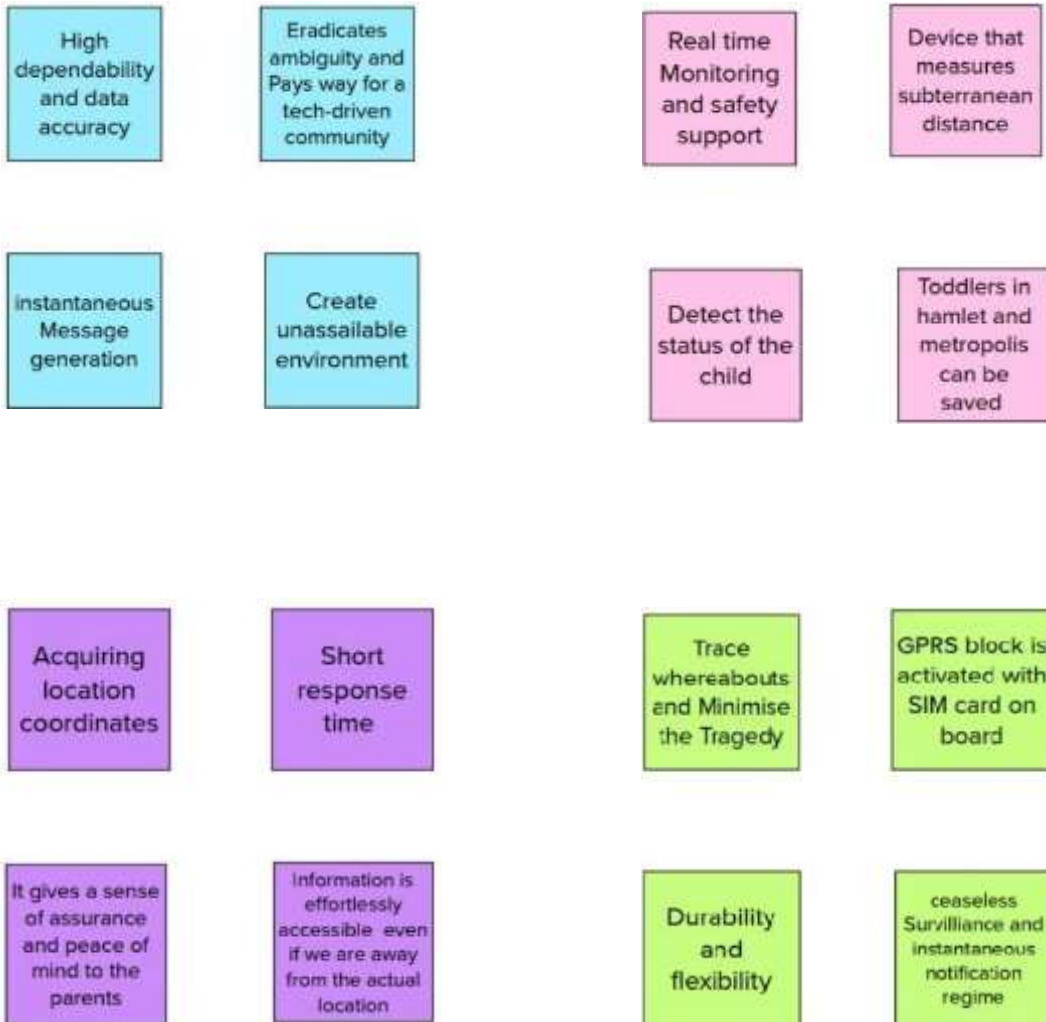 High
dependability
and data
accuracy
Eradicates
ambiguity and
Pays way for a
tech-driven
community
Real time
Monitoring
and safety
support
Device that
measures
subterranean
distance
instantaneous
Message
generation
Create
unassailable
environment
Detect the
status of the
child
Toddlers in
hamlet and
metropolis
can be
saved
Acquiring
location
coordinates
Short
response
time
Trace
whereabouts
and Minimise
the Tragedy
GPRS block is
activated with
SIM card on
board
It gives a sense
of assurance
and peace of
mind to the
parents
Information is
effortlessly
accessible even
if we are away
from the actual
location
Durability
and
flexibility
ceaseless
Survilliance and
instantaneous
notification
regime